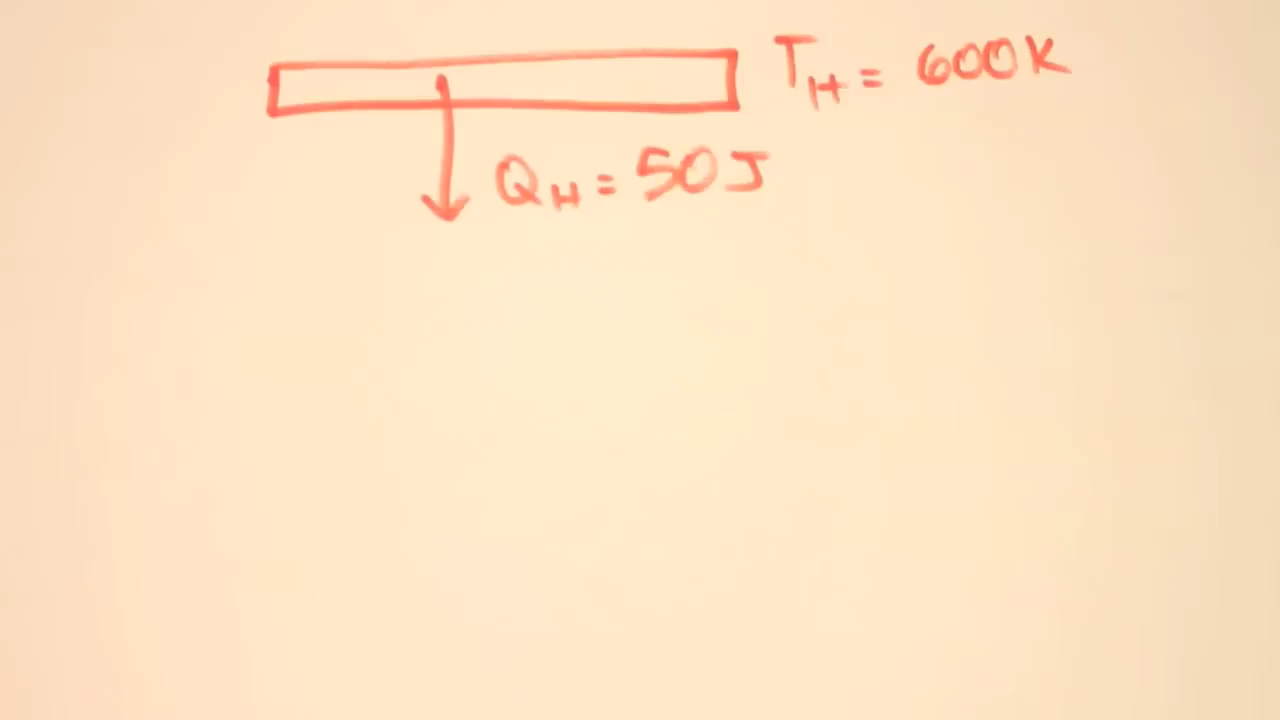 T_H = 600K
Q_H = 50J